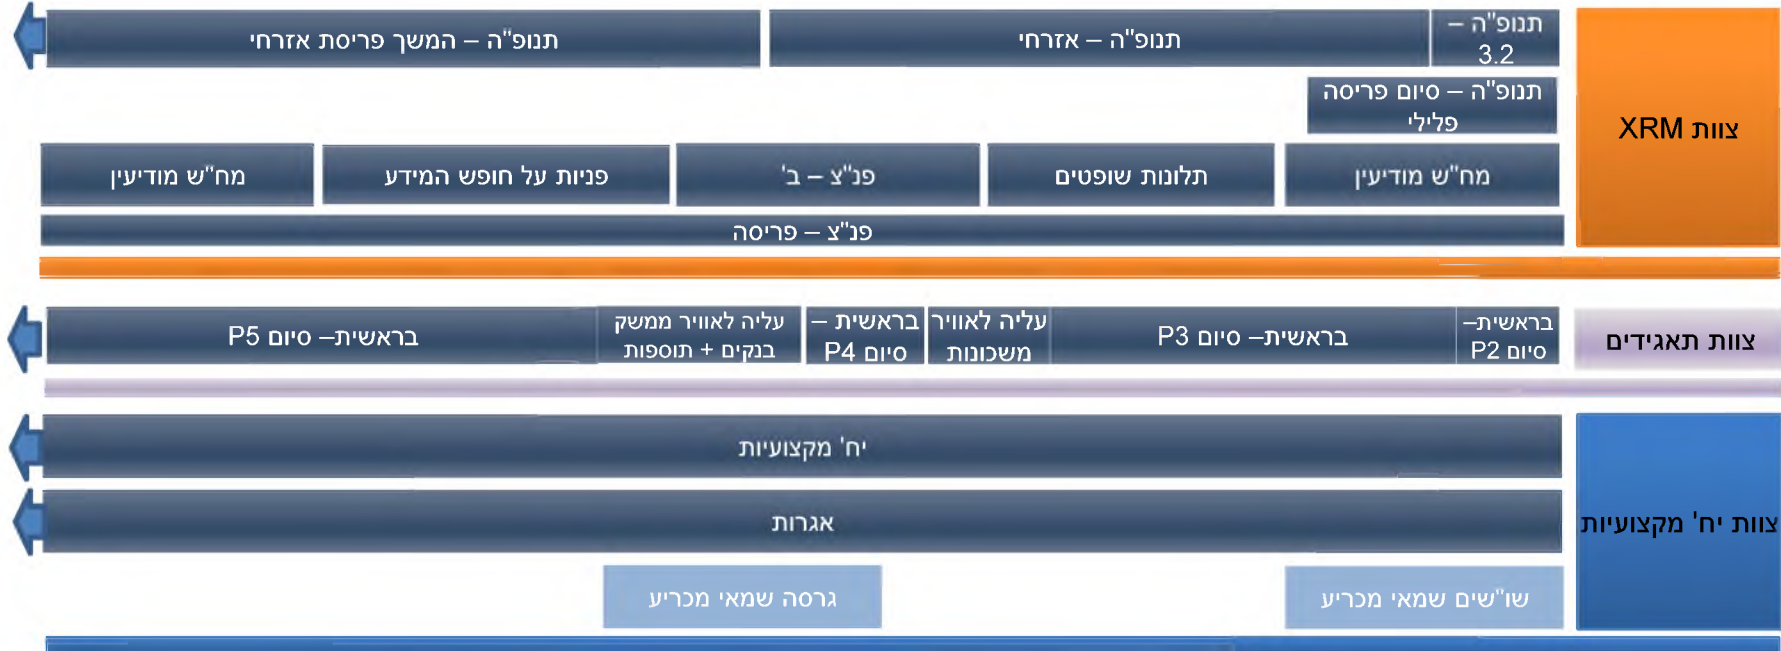 צוות XRM
תנופ"ה –
3.2
תנופ"ה – אזרחי
תנופ"ה – המשך פריסת אזרחי
תנופ"ה – סיום פריסה
פלילי
מח"ש מודיעין
תלונות שופטים
פנ"צ – ב'
פניות על חופש המידע
מח"ש מודיעין
פנ"צ – פריסה
צוות תאגידים
בראשית–
סיום P2
בראשית– סיום P3
עליה לאוויר
משכונות
בראשית –
סיום P4
עליה לאוויר ממשק
בנקים + תוספות
בראשית– סיום P5
צוות יח' מקצועיות
יח' מקצועיות
אגרות
שו"שים שמאי מכריע
גרסה שמאי מכריע